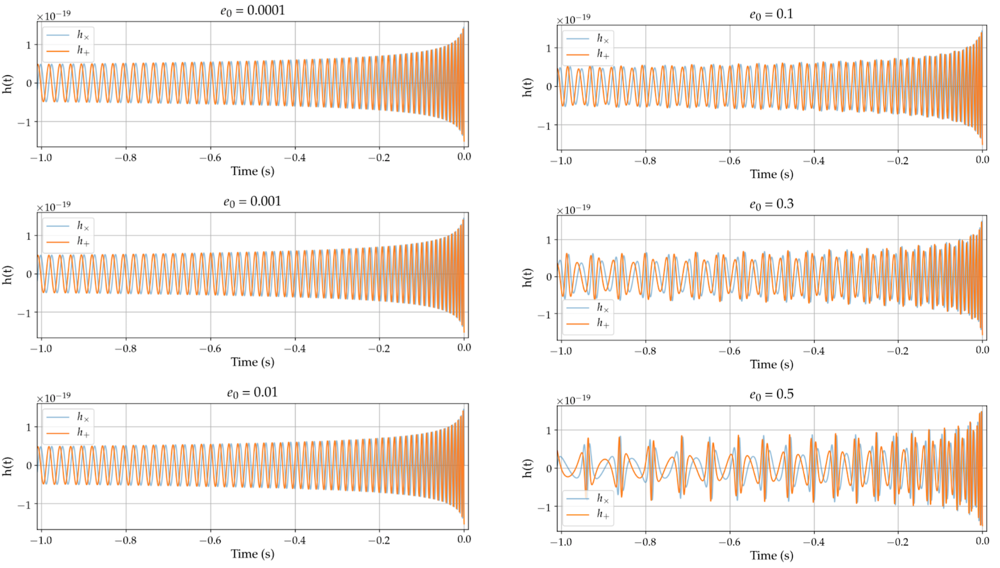 e₀ = 0.0001
×10⁻¹⁹
h×
h₊
1
0
−1
h(t)
−1.0 −0.8 −0.6 −0.4 −0.2 0.0
Time (s)
e₀ = 0.001
×10⁻¹⁹
h×
h₊
1
0
−1
h(t)
−1.0 −0.8 −0.6 −0.4 −0.2 0.0
Time (s)
e₀ = 0.01
×10⁻¹⁹
h×
h₊
1
0
−1
h(t)
−1.0 −0.8 −0.6 −0.4 −0.2 0.0
Time (s)
e₀ = 0.1
×10⁻¹⁹
h×
h₊
1
0
−1
h(t)
−1.0 −0.8 −0.6 −0.4 −0.2 0.0
Time (s)
e₀ = 0.3
×10⁻¹⁹
1
0
−1
h(t)
h×
h₊
−1.0 −0.8 −0.6 −0.4 −0.2 0.0
Time (s)
e₀ = 0.5
×10⁻¹⁹
1
0
−1
h(t)
h×
h₊
−1.0 −0.8 −0.6 −0.4 −0.2 0.0
Time (s)